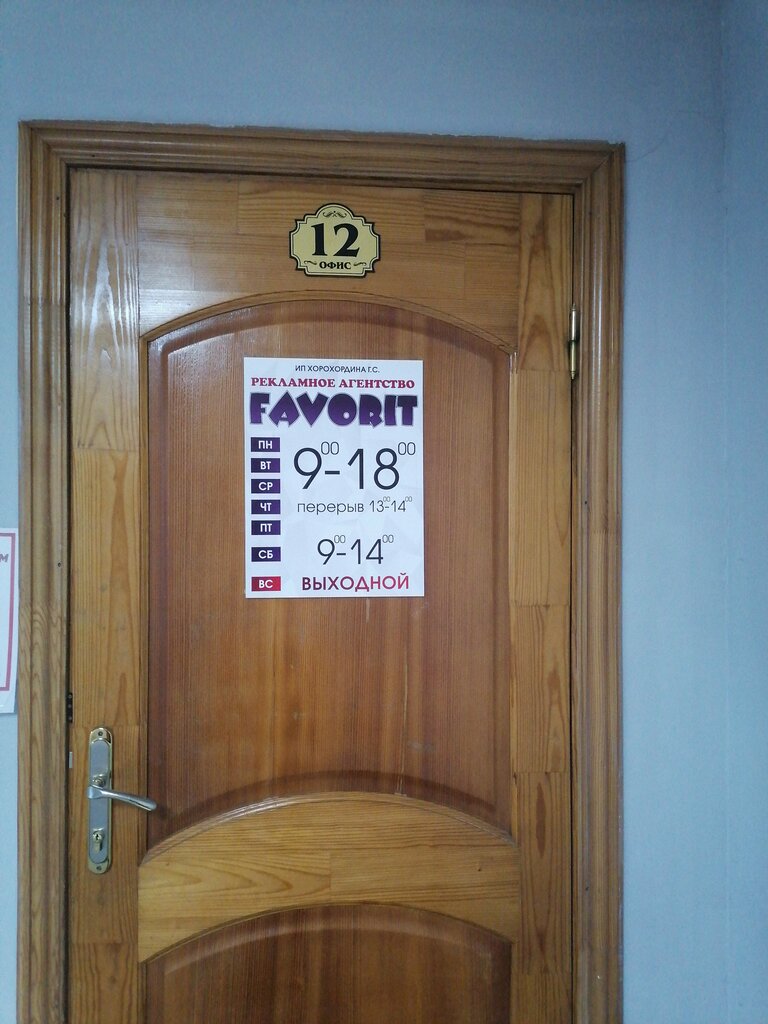 12
ОФИС
ИП ХОРОХОРДИНА Г.С.
РЕКЛАМНОЕ АГЕНТСТВО
FAVORIT
ПН
ВТ
СР
ЧТ
ПТ
9⁰⁰-18⁰⁰
перерыв 13⁰⁰-14⁰⁰
СБ 9⁰⁰-14⁰⁰
ВС ВЫХОДНОЙ